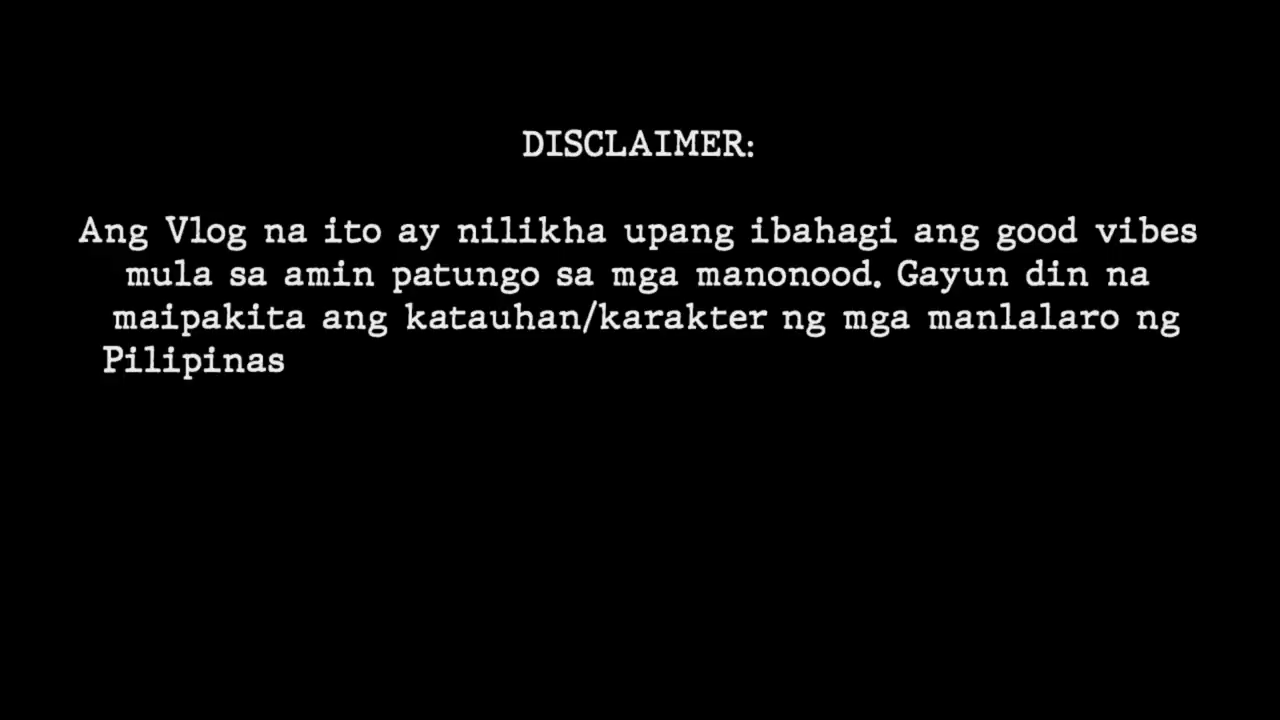 DISCLAIMER:
Ang Vlog na ito ay nilikha upang ibahagi ang good vibes
mula sa amin patungo sa mga manonood. Gayun din na
maipakita ang katauhan/karakter ng mga manlalaro ng
Pilipinas